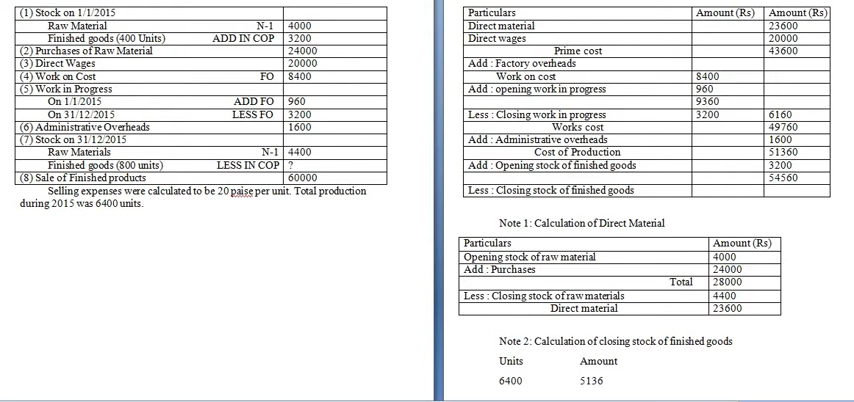 (1) Stock on 1/1/2015
Raw Material N-1 4000
Finished goods (400 Units) ADD IN COP 3200
(2) Purchases of Raw Material 24000
(3) Direct Wages 20000
(4) Work on Cost FO 8400
(5) Work in Progress
On 1/1/2015 ADD FO 960
On 31/12/2015 LESS FO 3200
(6) Administrative Overheads 1600
(7) Stock on 31/12/2015
Raw Materials N-1 4400
Finished goods (800 units) LESS IN COP ?
(8) Sale of Finished products 60000
Selling expenses were calculated to be 20 paise per unit. Total production
during 2015 was 6400 units.
Particulars Amount (Rs) Amount (Rs)
Direct material 23600
Direct wages 20000
Prime cost 43600
Add : Factory overheads
Work on cost 8400
Add : opening work in progress 960
9360
Less : Closing work in progress 3200 6160
Works cost 49760
Add : Administrative overheads 1600
Cost of Production 51360
Add : Opening stock of finished goods 3200
54560
Less : Closing stock of finished goods
Note 1: Calculation of Direct Material
Particulars Amount (Rs)
Opening stock of raw material 4000
Add : Purchases 24000
Total 28000
Less : Closing stock of raw materials 4400
Direct material 23600
Note 2: Calculation of closing stock of finished goods
Units Amount
6400 5136